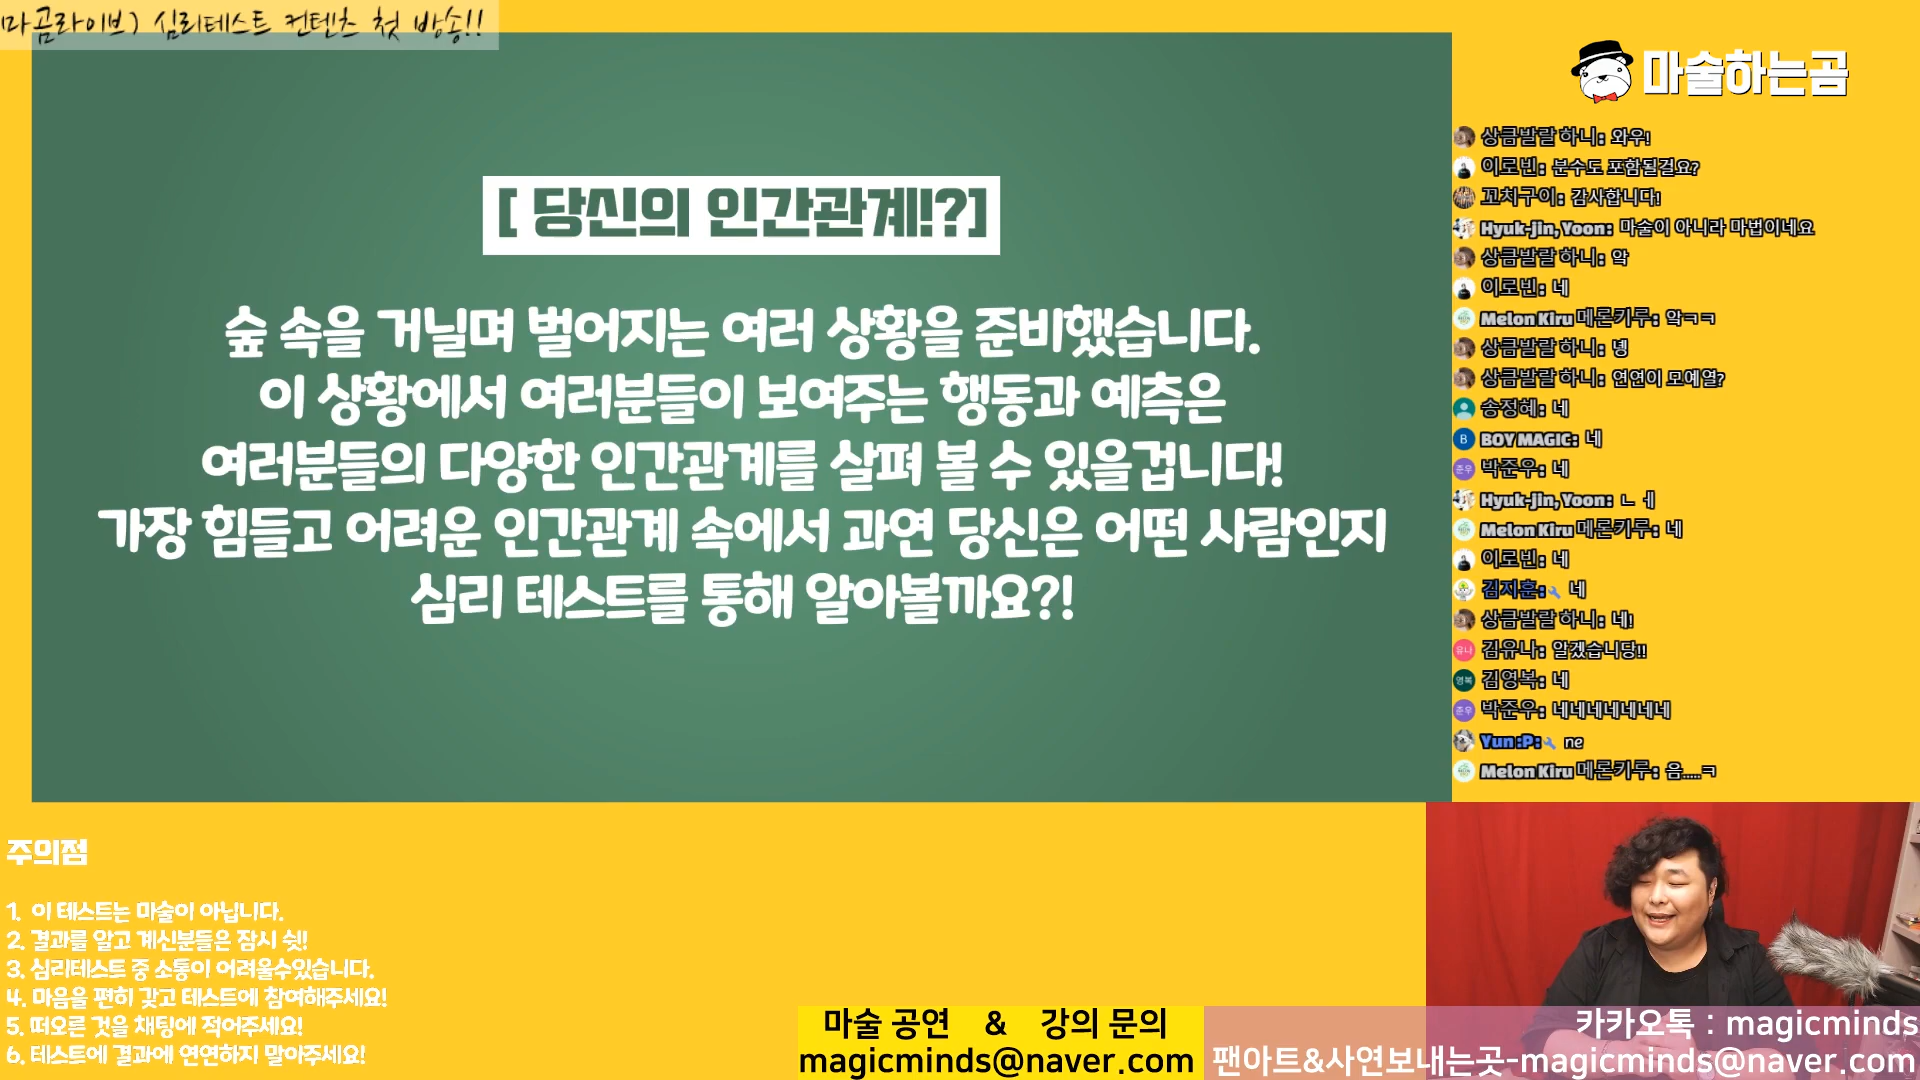 마곰라이브) 심리테스트 컨텐츠 첫 방송!!
마술하는곰
[ 당신의 인간관계!?]
숲 속을 거닐며 벌어지는 여러 상황을 준비했습니다.
이 상황에서 여러분들이 보여주는 행동과 예측은
여러분들의 다양한 인간관계를 살펴 볼 수 있을겁니다!
가장 힘들고 어려운 인간관계 속에서 과연 당신은 어떤 사람인지
심리 테스트를 통해 알아볼까요?!
상큼발랄 하니: 와우!
이로빈: 분수도 포함될걸요?
꼬치구이: 감사합니다!
Hyuk-jin, Yoon: 마술이 아니라 마법이네요
상큼발랄 하니: 악
이로빈: 네
Melon Kiru 메론키루: 악ㅋㅋ
상큼발랄 하니: 녱
상큼발랄 하니: 연연이 모예열?
송정혜: 네
B BOY MAGIC: 네
준우 박준우: 네
Hyuk-jin, Yoon: ㄴ ㅔ
Melon Kiru 메론키루: 네
이로빈: 네
김지훈: 네
상큼발랄 하니: 네!
유나 김유나: 알겠습니당!!
영복 김영복: 네
준우 박준우: 네네네네네네네
Yun :P: ne
Melon Kiru 메론키루: 음.....ㅋ
주의점
1. 이 테스트는 마술이 아닙니다.
2. 결과를 알고 계신분들은 잠시 쉿!
3. 심리테스트 중 소통이 어려울수있습니다.
4. 마음을 편히 갖고 테스트에 참여해주세요!
5. 떠오른 것을 채팅에 적어주세요!
6. 테스트에 결과에 연연하지 말아주세요!
마술 공연 & 강의 문의
magicminds@naver.com
카카오톡 : magicminds
팬아트&사연보내는곳-magicminds@naver.com